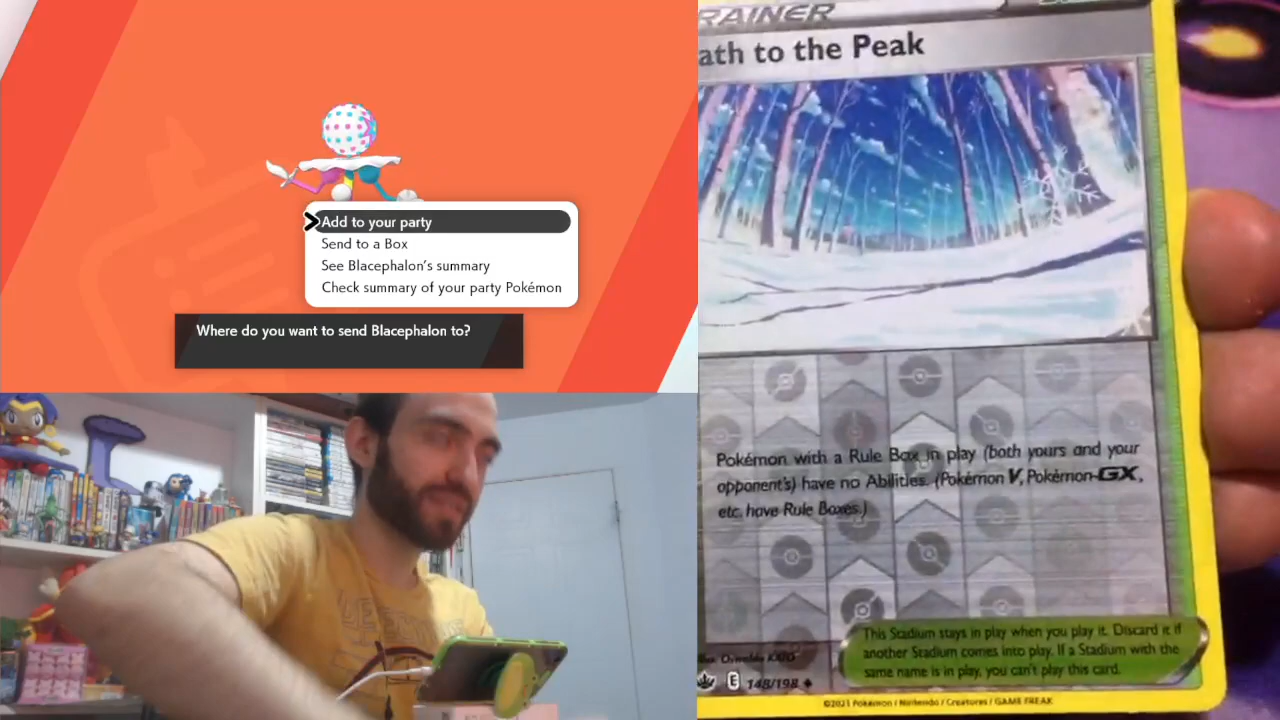 Add to your party
Send to a Box
See Blacephalon's summary
Check summary of your party Pokémon
Where do you want to send Blacephalon to?
RAINER
ath to the Peak
Pokémon with a Rule Box in play (both yours and your
opponent's) have no Abilities. (Pokémon V, Pokémon-GX,
etc. have Rule Boxes.)
This Stadium stays in play when you play it. Discard it if
another Stadium comes into play. If a Stadium with the
same name is in play, you can't play this card.
E 148/198
©2021 Pokémon / Nintendo / Creatures / GAME FREAK